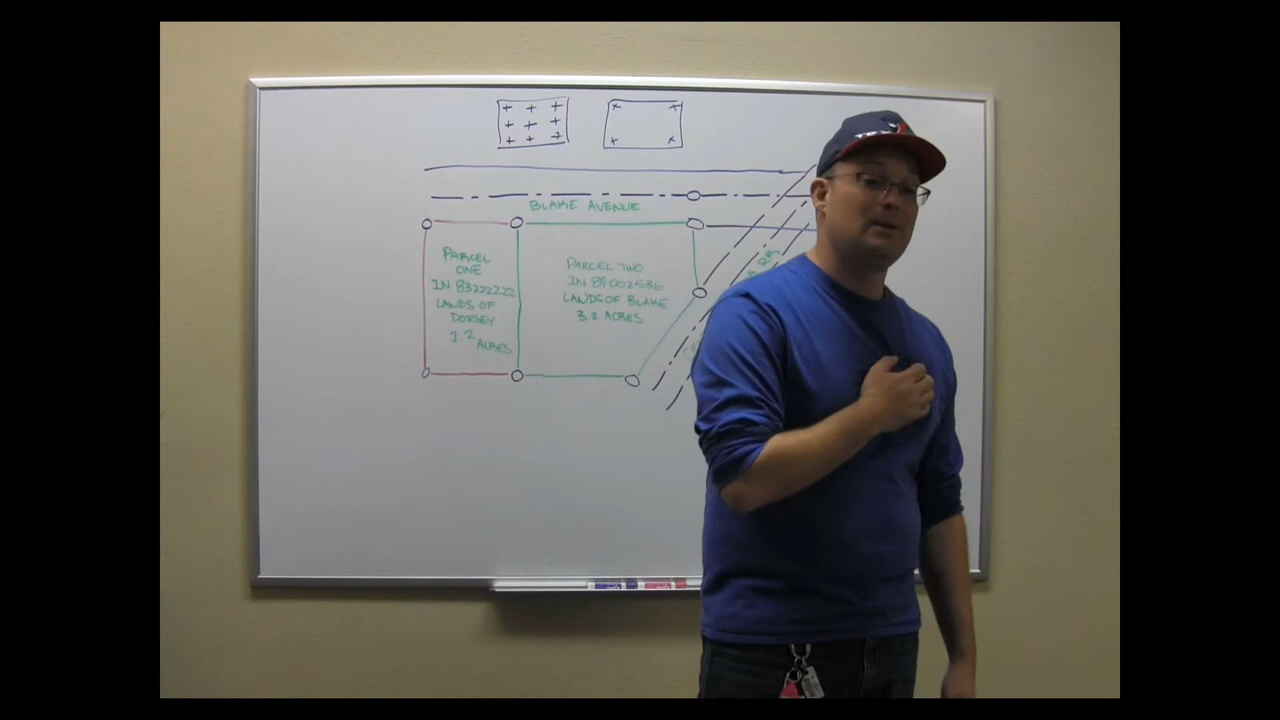 BLAKE AVENUE
PARCEL
ONE
IN 83222222
LANDS OF
DORSEY
1.2
ACRES
PARCEL TWO
IN 89002536
LANDS OF BLAKE
3.2 ACRES